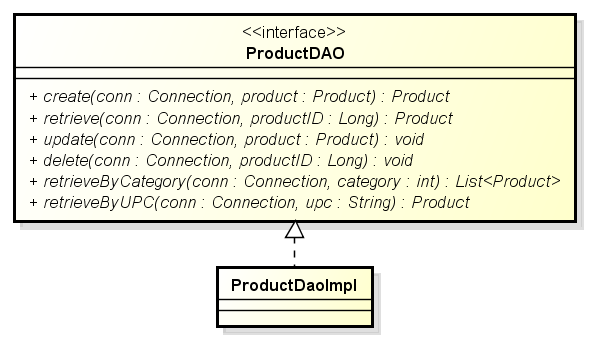 <<interface>>
ProductDAO
+ create(conn : Connection, product : Product) : Product
+ retrieve(conn : Connection, productID : Long) : Product
+ update(conn : Connection, product : Product) : void
+ delete(conn : Connection, productID : Long) : void
+ retrieveByCategory(conn : Connection, category : int) : List<Product>
+ retrieveByUPC(conn : Connection, upc : String) : Product
ProductDaoImpl